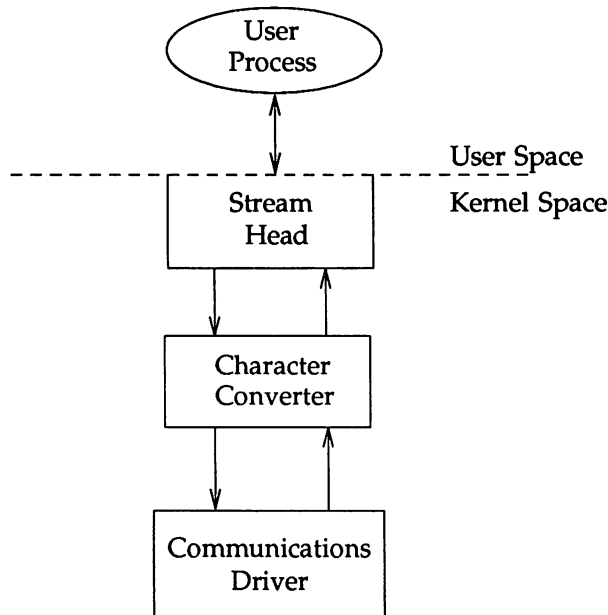 User
Process
User Space
Stream
Head
Kernel Space
Character
Converter
Communications
Driver